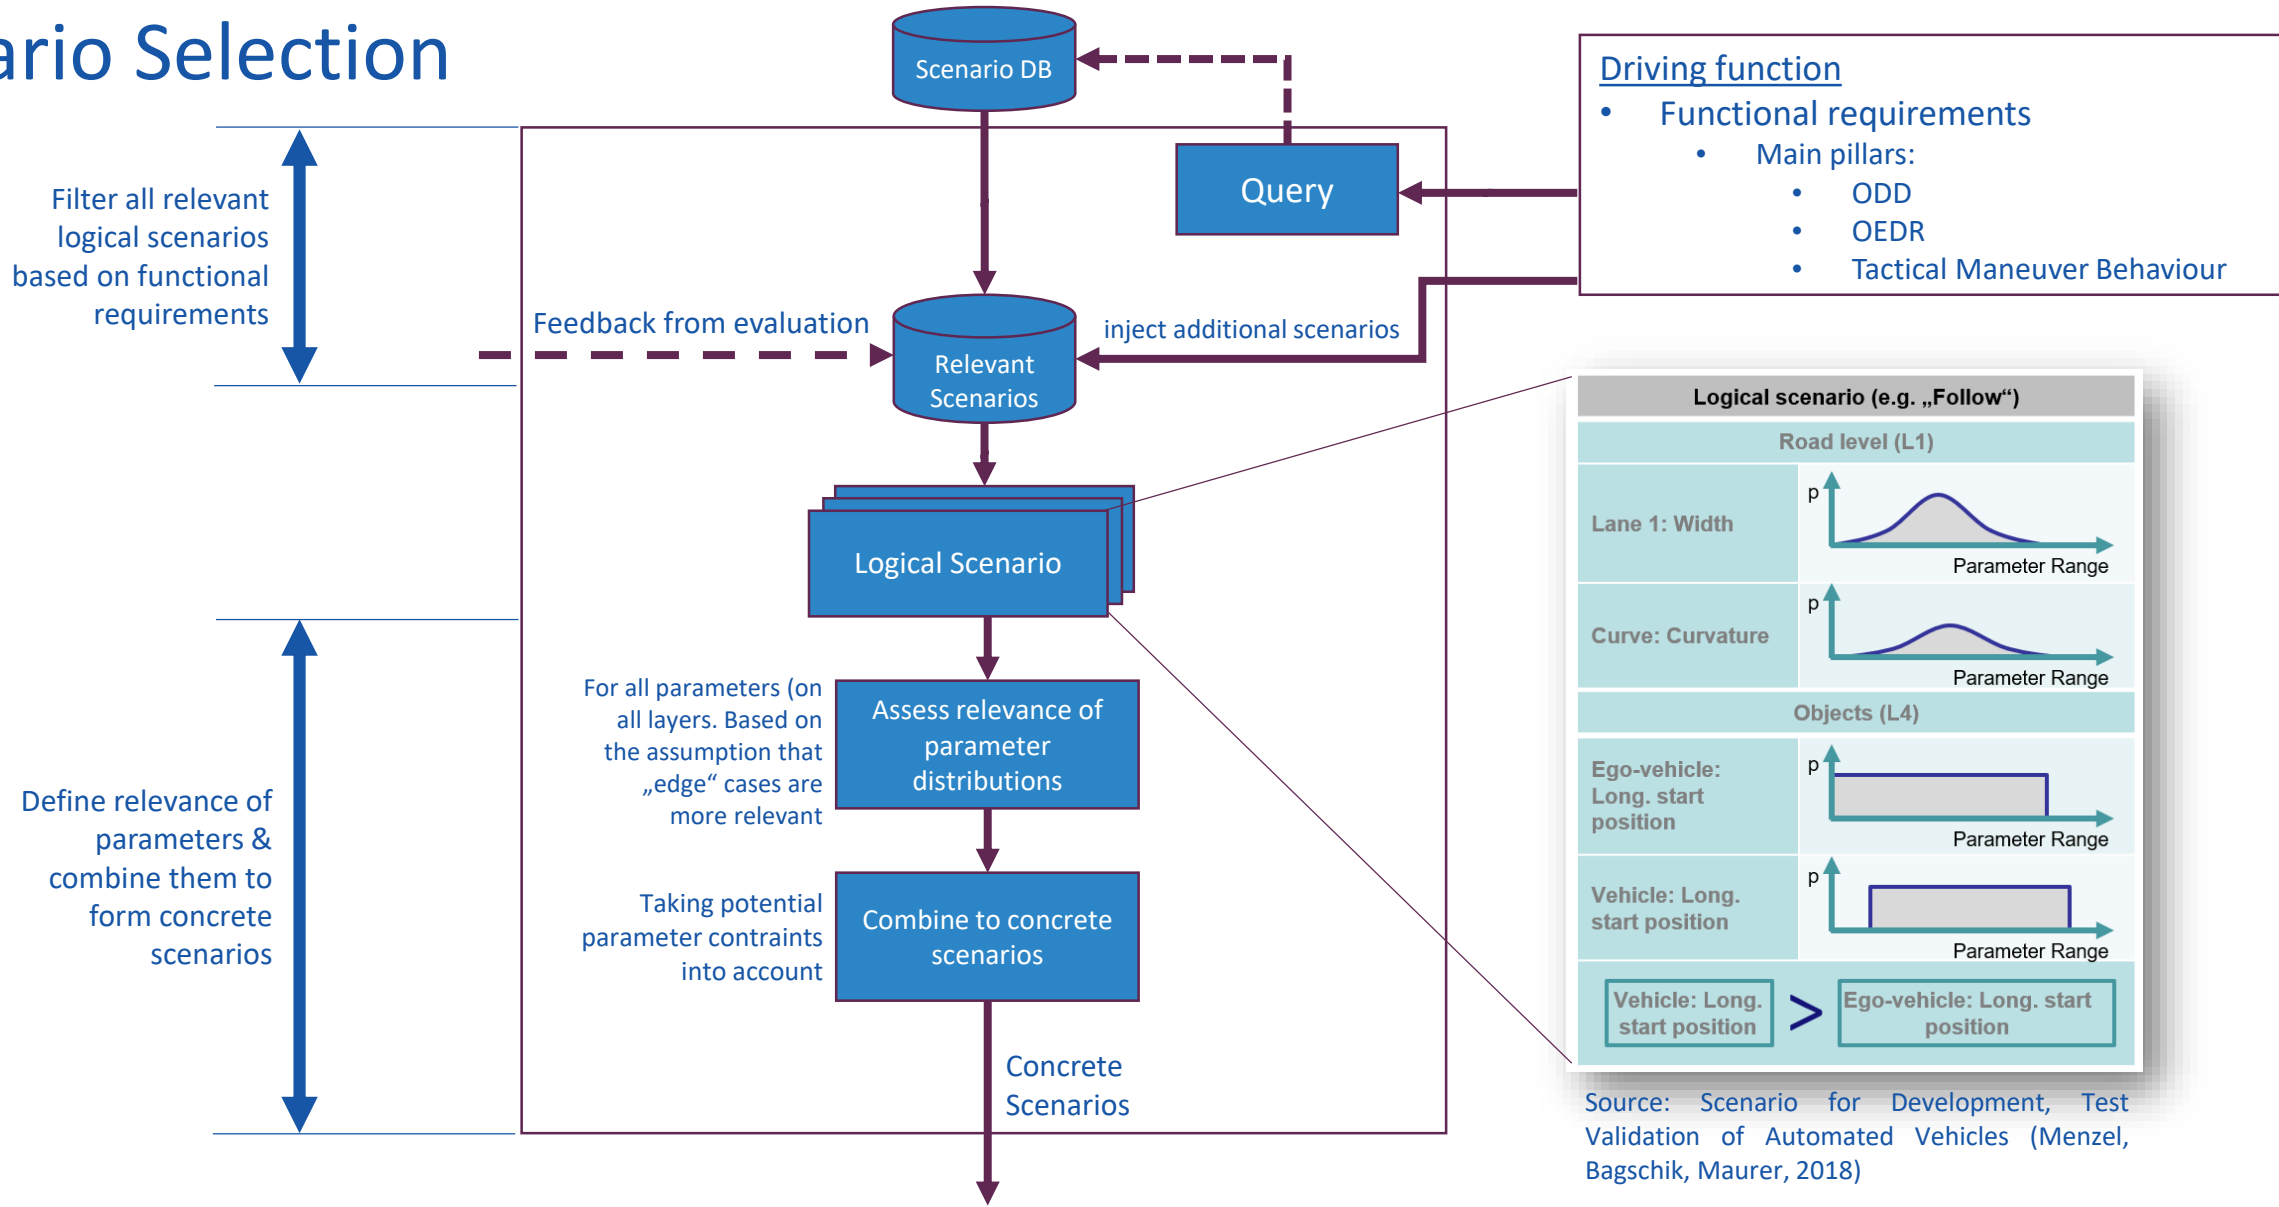 ario Selection
Scenario DB
Query
Driving function
• Functional requirements
• Main pillars:
• ODD
• OEDR
• Tactical Maneuver Behaviour
Filter all relevant
logical scenarios
based on functional
requirements
Feedback from evaluation
inject additional scenarios
Relevant
Scenarios
Logical Scenario
For all parameters (on
all layers. Based on
the assumption that
„edge“ cases are
more relevant
Assess relevance of
parameter
distributions
Define relevance of
parameters &
combine them to
form concrete
scenarios
Taking potential
parameter contraints
into account
Combine to concrete
scenarios
Concrete
Scenarios
Logical scenario (e.g. „Follow“)
Road level (L1)
Lane 1: Width
p
Parameter Range
Curve: Curvature
p
Parameter Range
Objects (L4)
Ego-vehicle:
Long. start
position
p
Parameter Range
Vehicle: Long.
start position
p
Parameter Range
Vehicle: Long.
start position
>
Ego-vehicle: Long. start
position
Source: Scenario for Development, Test
Validation of Automated Vehicles (Menzel,
Bagschik, Maurer, 2018)